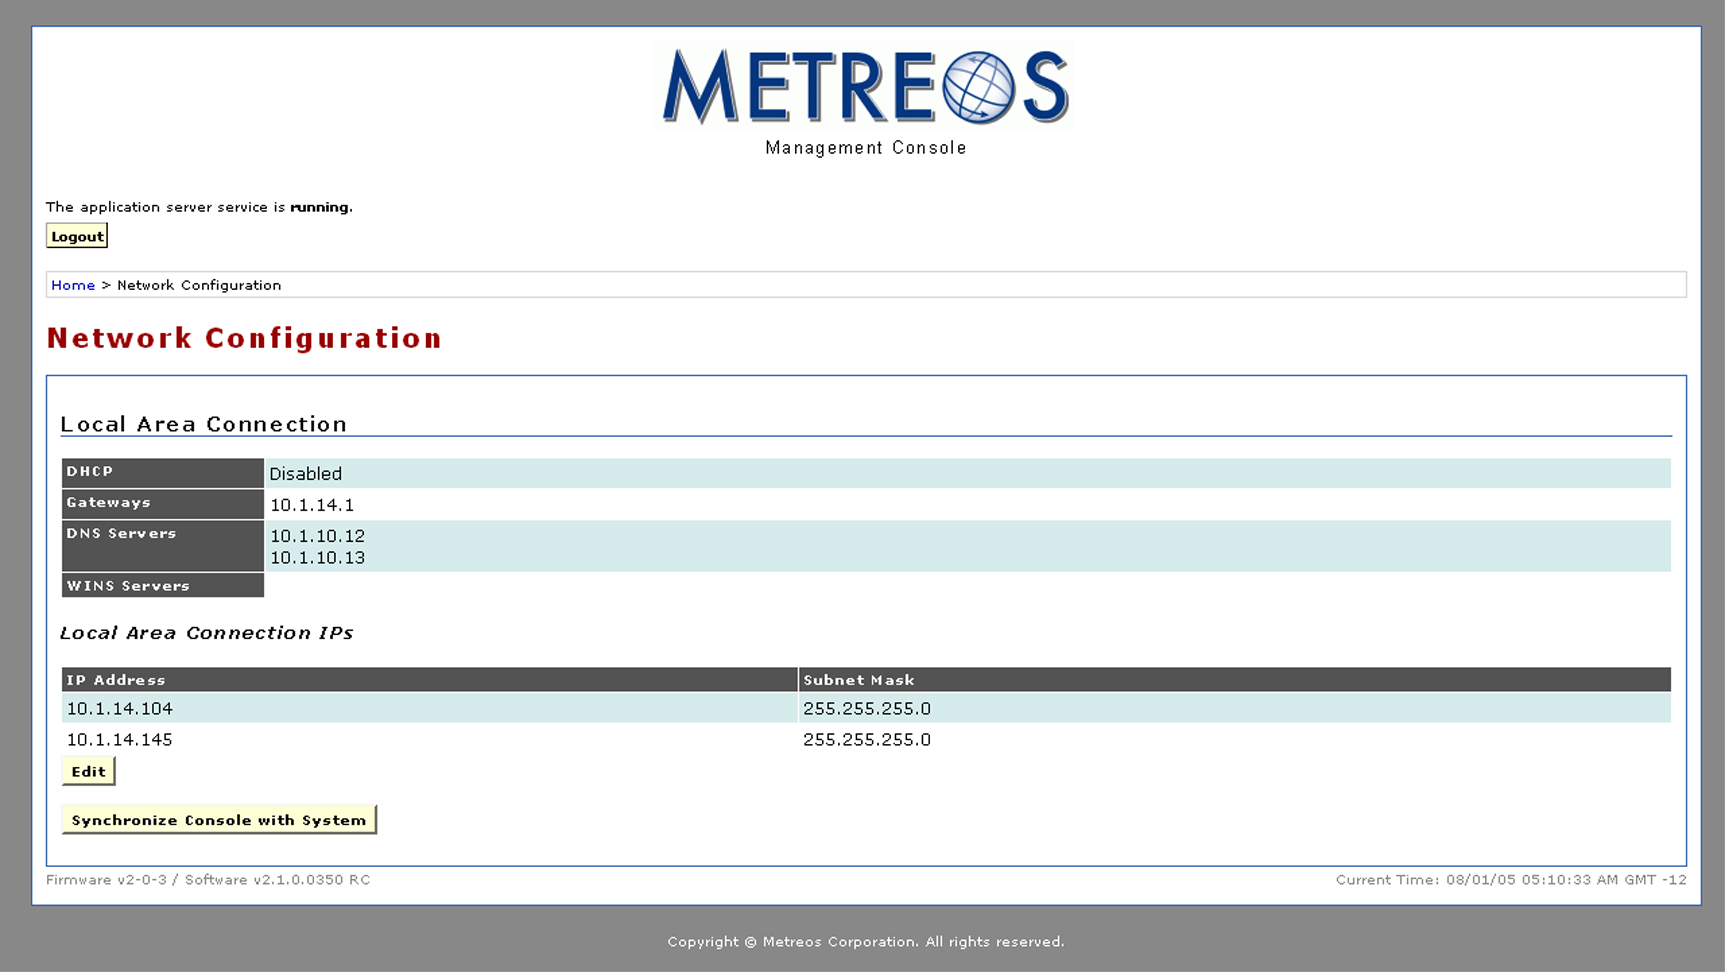 METREOS
Management Console
The application server service is running.
Logout
Home > Network Configuration
Network Configuration
Local Area Connection
DHCP Disabled
Gateways 10.1.14.1
DNS Servers 10.1.10.12
10.1.10.13
WINS Servers
Local Area Connection IPs
IP Address Subnet Mask
10.1.14.104 255.255.255.0
10.1.14.145 255.255.255.0
Edit
Synchronize Console with System
Firmware v2-0-3 / Software v2.1.0.0350 RC Current Time: 08/01/05 05:10:33 AM GMT -12
Copyright © Metreos Corporation. All rights reserved.